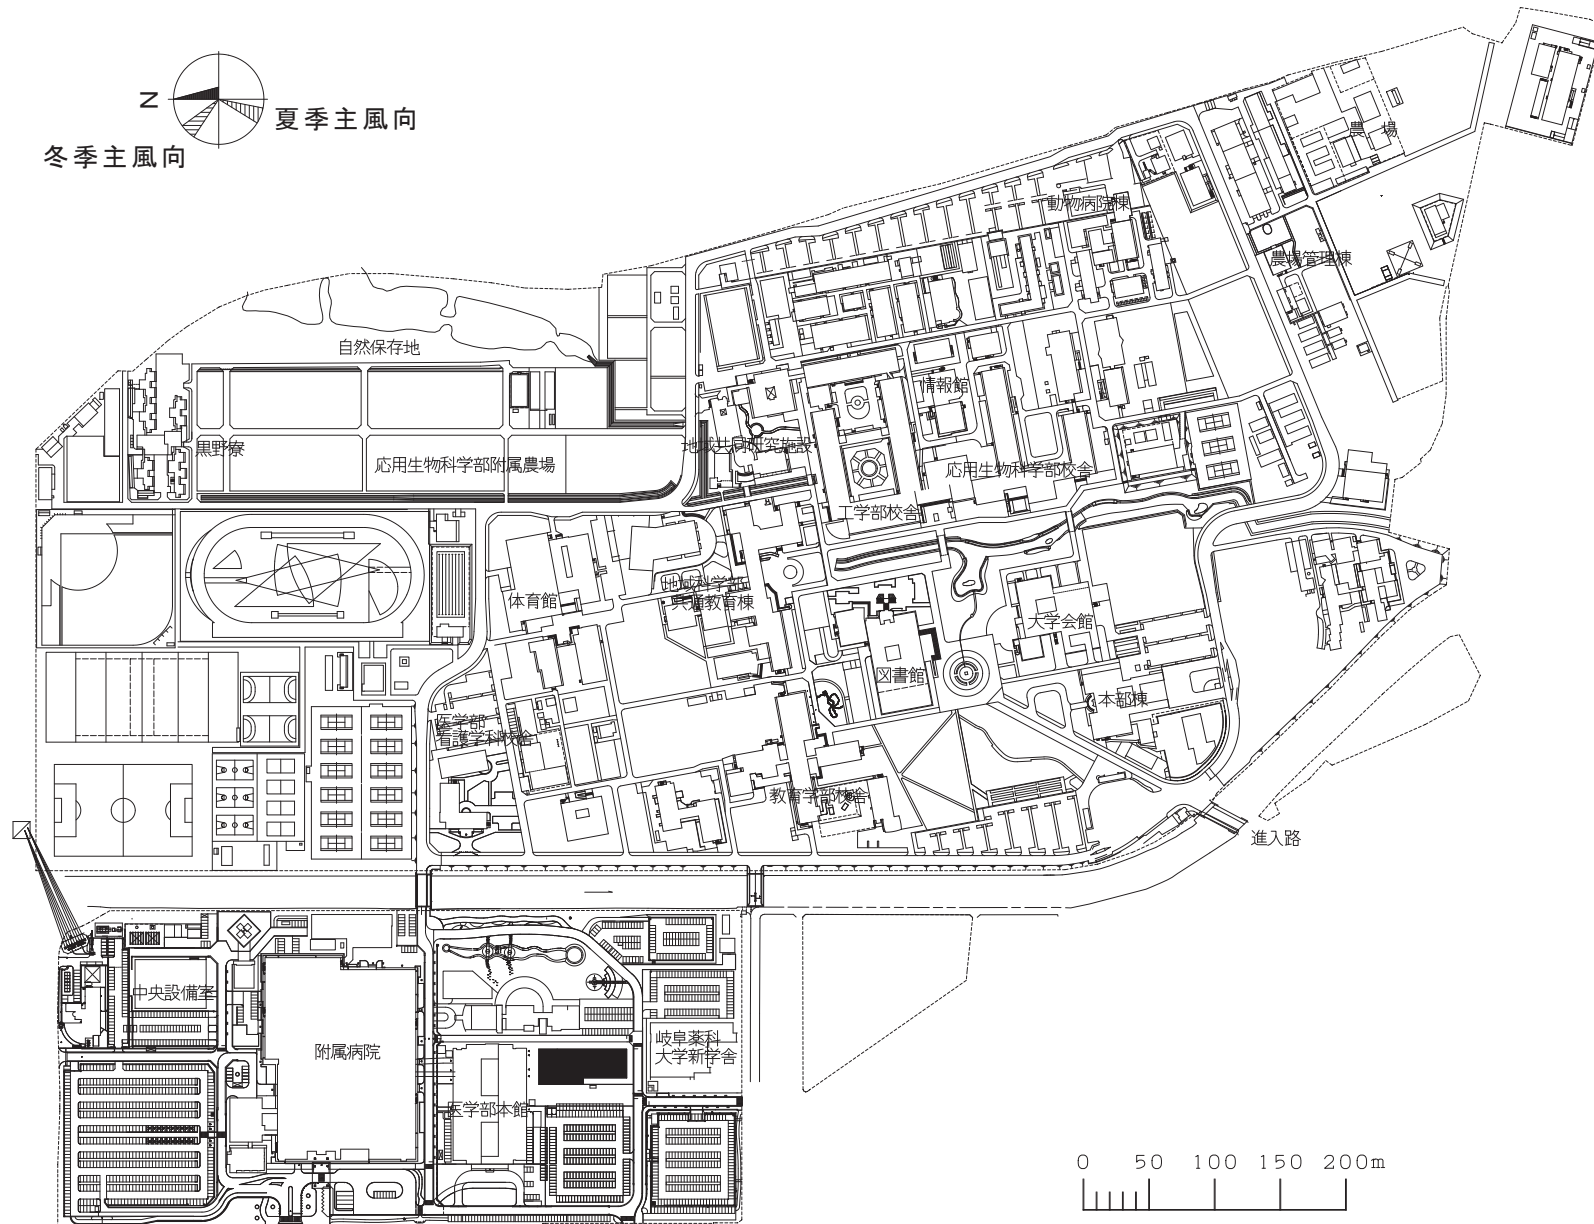 N
夏季主風向
冬季主風向
農 場
動物病院棟
農場管理棟
自然保存地
情報館
黒野寮
応用生物科学部附属農場
地域共同研究施設
応用生物科学部校舎
工学部校舎
体育館
地域科学部
共通教育棟
大学会館
図書館
本部棟
医学部
看護学科校舎
教育学部校舎
進入路
中央設備室
附属病院
岐阜薬科
大学新学舎
医学部本館
0 50 100 150 200m